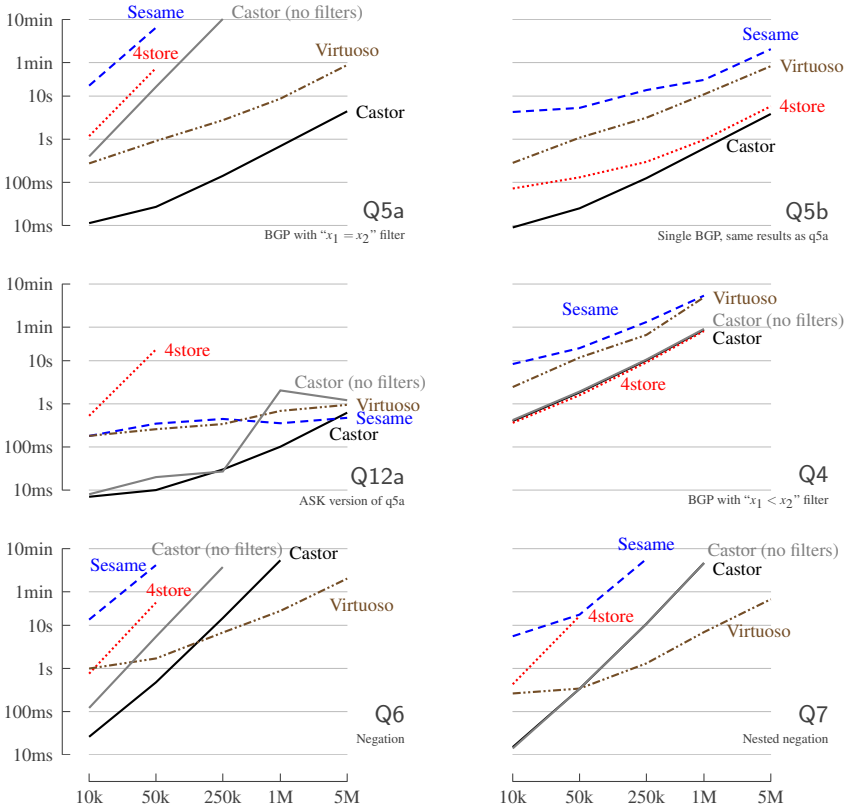 10min
1min
10s
1s
100ms
10ms
Sesame
Castor (no filters)
4store
Virtuoso
Castor
Q5a
BGP with “x1 = x2” filter
Sesame
Virtuoso
4store
Castor
Q5b
Single BGP, same results as q5a
10min
1min
10s
1s
100ms
10ms
4store
Castor (no filters)
Virtuoso
Sesame
Castor
Q12a
ASK version of q5a
Sesame
Virtuoso
Castor (no filters)
Castor
4store
Q4
BGP with “x1 < x2” filter
10min
1min
10s
1s
100ms
10ms
Castor (no filters)
Castor
Sesame
4store
Virtuoso
Q6
Negation
Sesame
Castor (no filters)
Castor
4store
Virtuoso
Q7
Nested negation
10k 50k 250k 1M 5M
10k 50k 250k 1M 5M